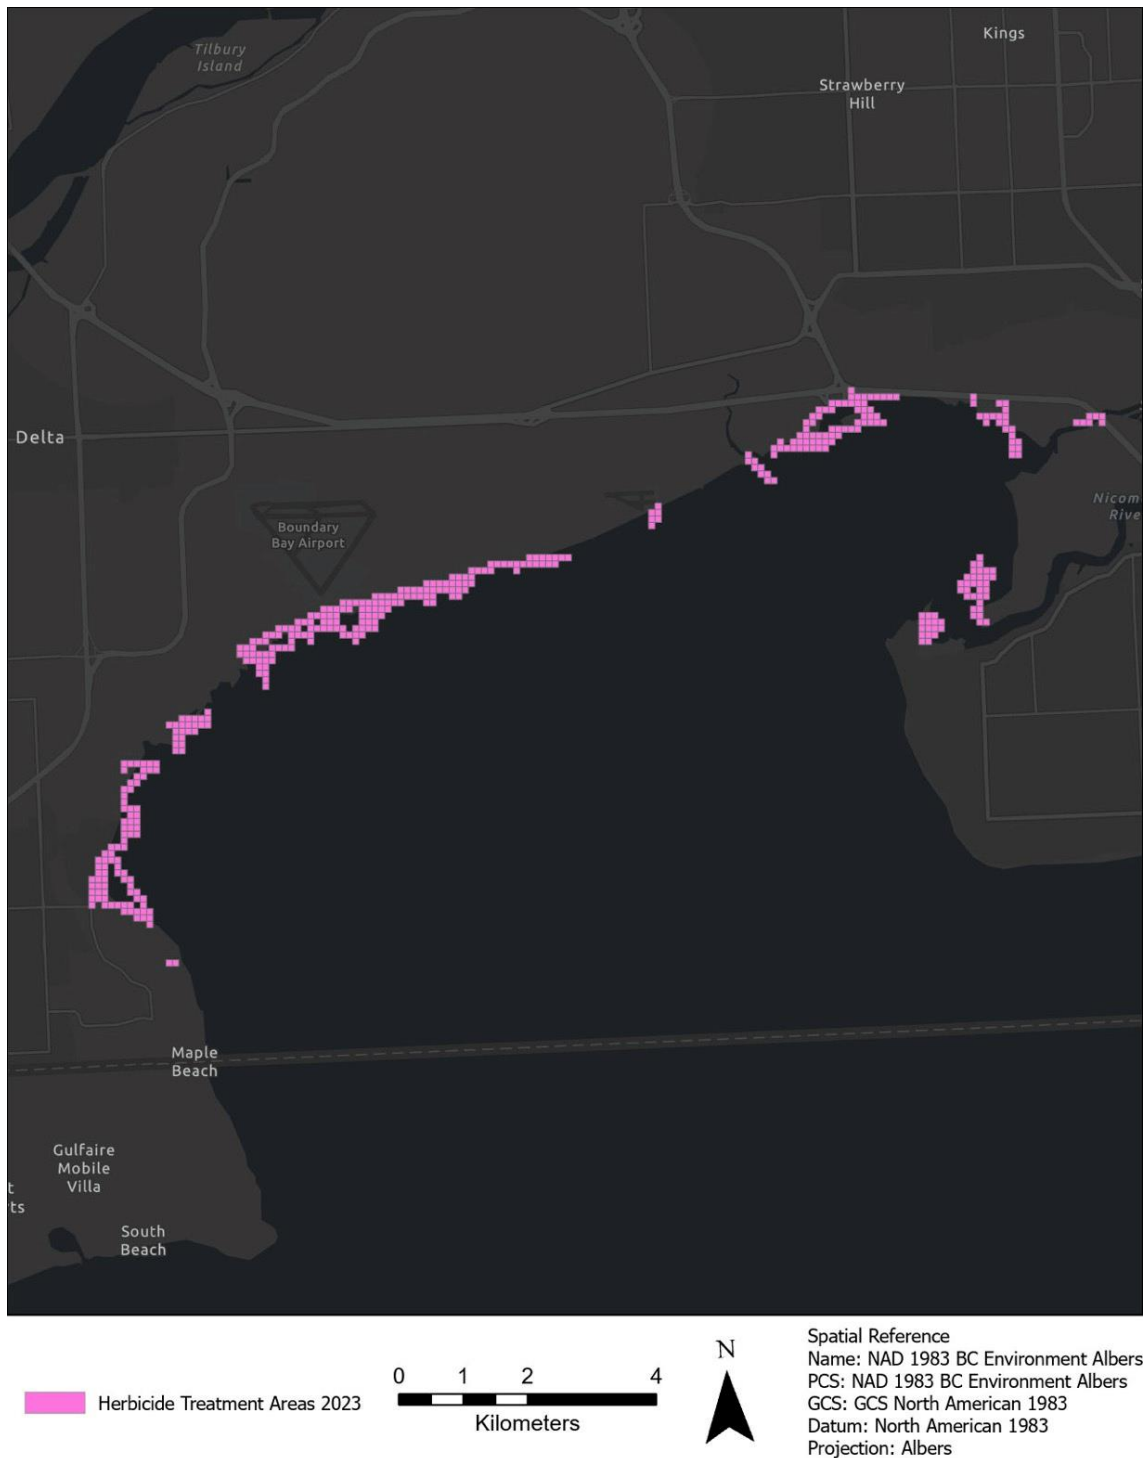 Tilbury
Island
Kings
Strawberry
Hill
Delta
Boundary
Bay Airport
Nicom
Rive
Maple
Beach
Gulfaire
Mobile
Villa
t
ts
South
Beach
Herbicide Treatment Areas 2023
0 1 2 4
Kilometers
N
Spatial Reference
Name: NAD 1983 BC Environment Albers
PCS: NAD 1983 BC Environment Albers
GCS: GCS North American 1983
Datum: North American 1983
Projection: Albers